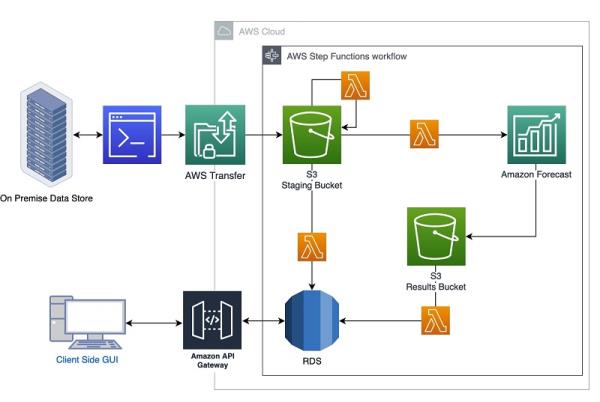 AWS Cloud
AWS Step Functions workflow
On Premise Data Store
>_
AWS Transfer
S3
Staging Bucket
Amazon Forecast
S3
Results Bucket
Client Side GUI
</>
Amazon API
Gateway
RDS